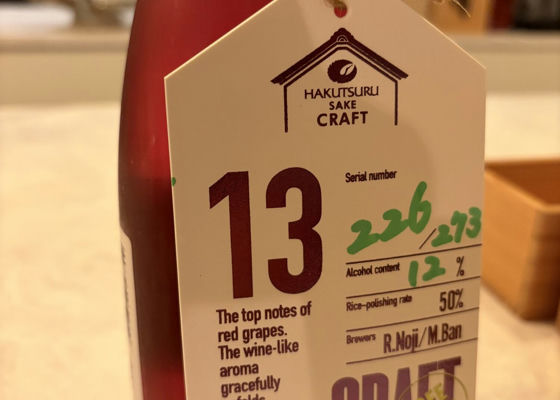 HAKUTSURU
SAKE
CRAFT
13
Serial number
226/273
Alcohol content 12 %
Rice-polishing rate 50%
Brewers R.Noji/M.Ban
The top notes of
red grapes.
The wine-like
aroma
gracefully
CRAFT